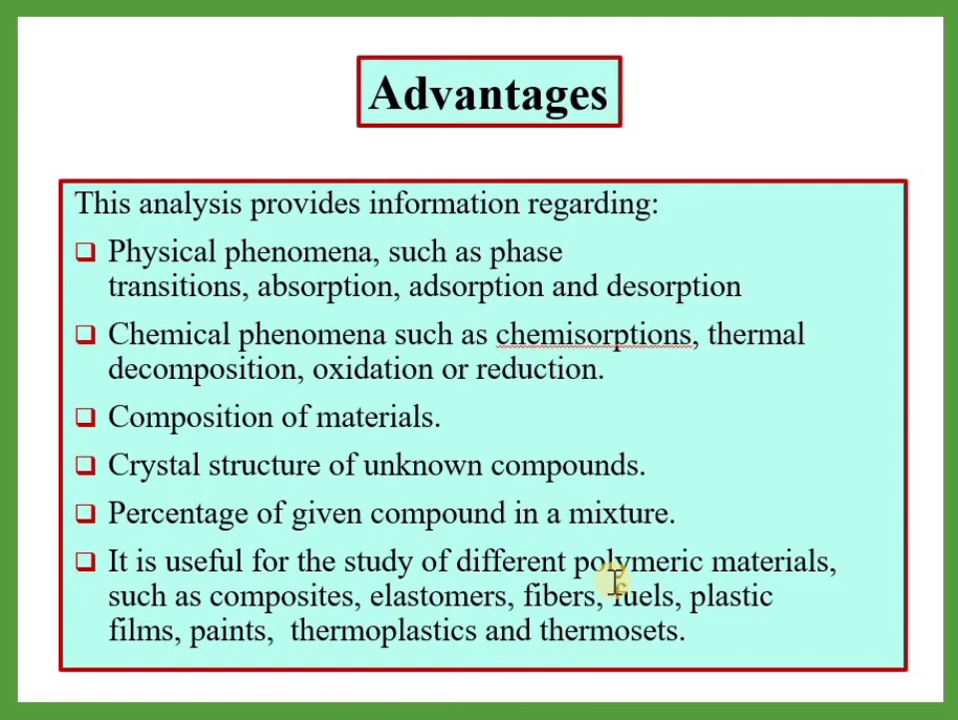 Advantages
This analysis provides information regarding:
Physical phenomena, such as phase
transitions, absorption, adsorption and desorption
Chemical phenomena such as chemisorptions, thermal
decomposition, oxidation or reduction.
Composition of materials.
Crystal structure of unknown compounds.
Percentage of given compound in a mixture.
It is useful for the study of different polymeric materials,
such as composites, elastomers, fibers, fuels, plastic
films, paints,  thermoplastics and thermosets.